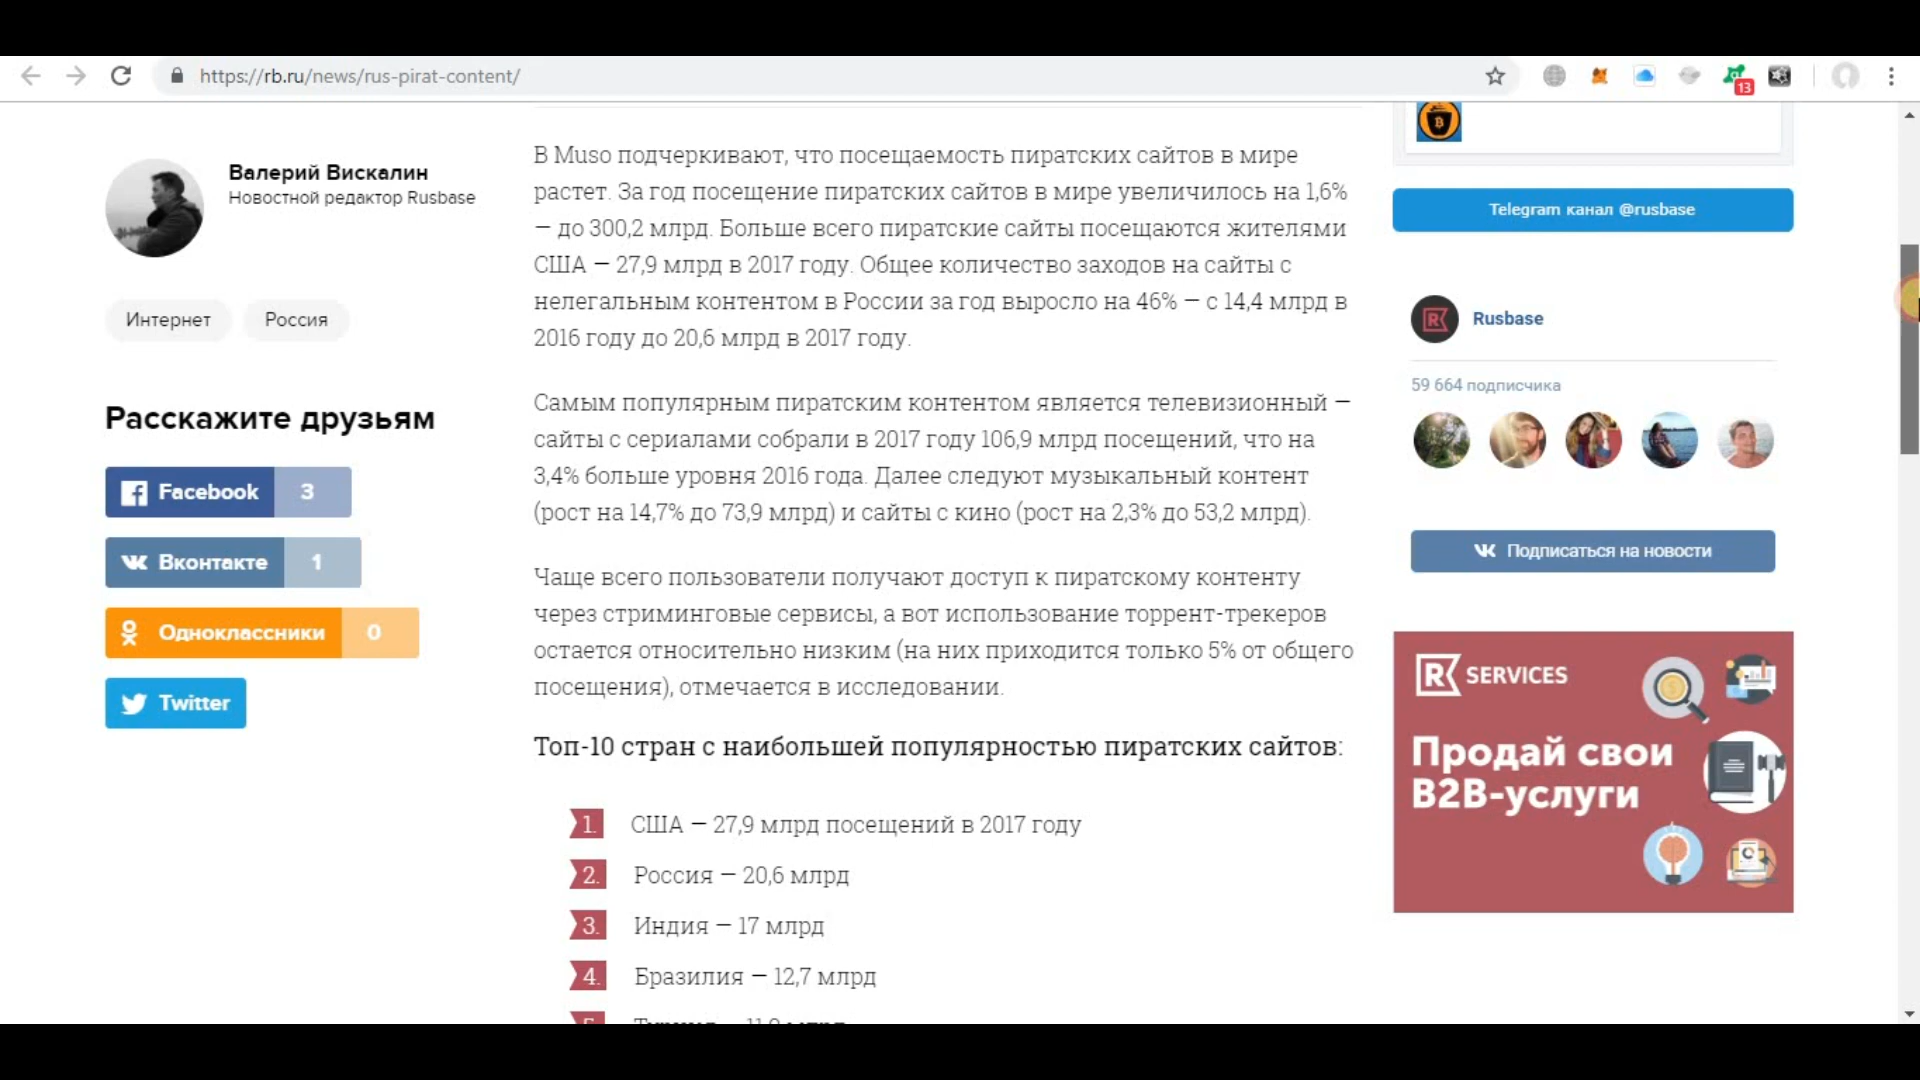 https://rb.ru/news/rus-pirat-content/
13
Валерий Вискалин
Новостной редактор Rusbase
Интернет
Россия
Расскажите друзьям
Facebook 3
Вконтакте 1
Одноклассники 0
Twitter
В Muso подчеркивают, что посещаемость пиратских сайтов в мире
растет. За год посещение пиратских сайтов в мире увеличилось на 1,6%
— до 300,2 млрд. Больше всего пиратские сайты посещаются жителями
США — 27,9 млрд в 2017 году. Общее количество заходов на сайты с
нелегальным контентом в России за год выросло на 46% — с 14,4 млрд в
2016 году до 20,6 млрд в 2017 году.
Самым популярным пиратским контентом является телевизионный —
сайты с сериалами собрали в 2017 году 106,9 млрд посещений, что на
3,4% больше уровня 2016 года. Далее следуют музыкальный контент
(рост на 14,7% до 73,9 млрд) и сайты с кино (рост на 2,3% до 53,2 млрд).
Чаще всего пользователи получают доступ к пиратскому контенту
через стриминговые сервисы, а вот использование торрент-трекеров
остается относительно низким (на них приходится только 5% от общего
посещения), отмечается в исследовании.
Топ-10 стран с наибольшей популярностью пиратских сайтов:
1. США — 27,9 млрд посещений в 2017 году
2. Россия — 20,6 млрд
3. Индия — 17 млрд
4. Бразилия — 12,7 млрд
Telegram канал @rusbase
Rusbase
59 664 подписчика
Подписаться на новости
R SERVICES
Продай свои
B2B-услуги